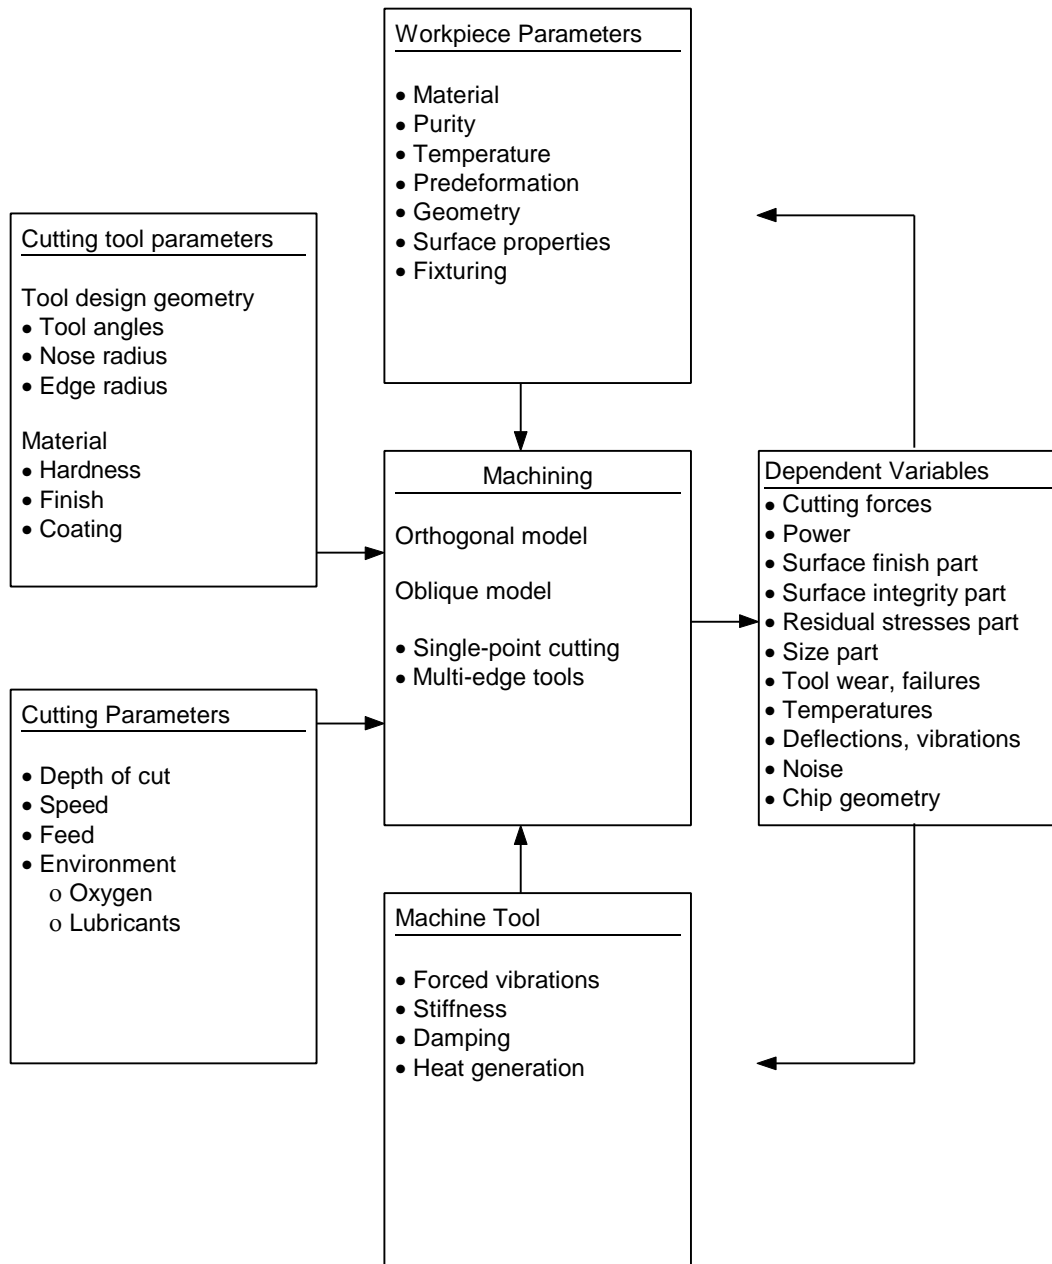 Workpiece Parameters
• Material
• Purity
• Temperature
• Predeformation
• Geometry
• Surface properties
• Fixturing
Cutting tool parameters
Tool design geometry
• Tool angles
• Nose radius
• Edge radius
Material
• Hardness
• Finish
• Coating
Machining
Orthogonal model
Oblique model
• Single-point cutting
• Multi-edge tools
Dependent Variables
• Cutting forces
• Power
• Surface finish part
• Surface integrity part
• Residual stresses part
• Size part
• Tool wear, failures
• Temperatures
• Deflections, vibrations
• Noise
• Chip geometry
Cutting Parameters
• Depth of cut
• Speed
• Feed
• Environment
o Oxygen
o Lubricants
Machine Tool
• Forced vibrations
• Stiffness
• Damping
• Heat generation